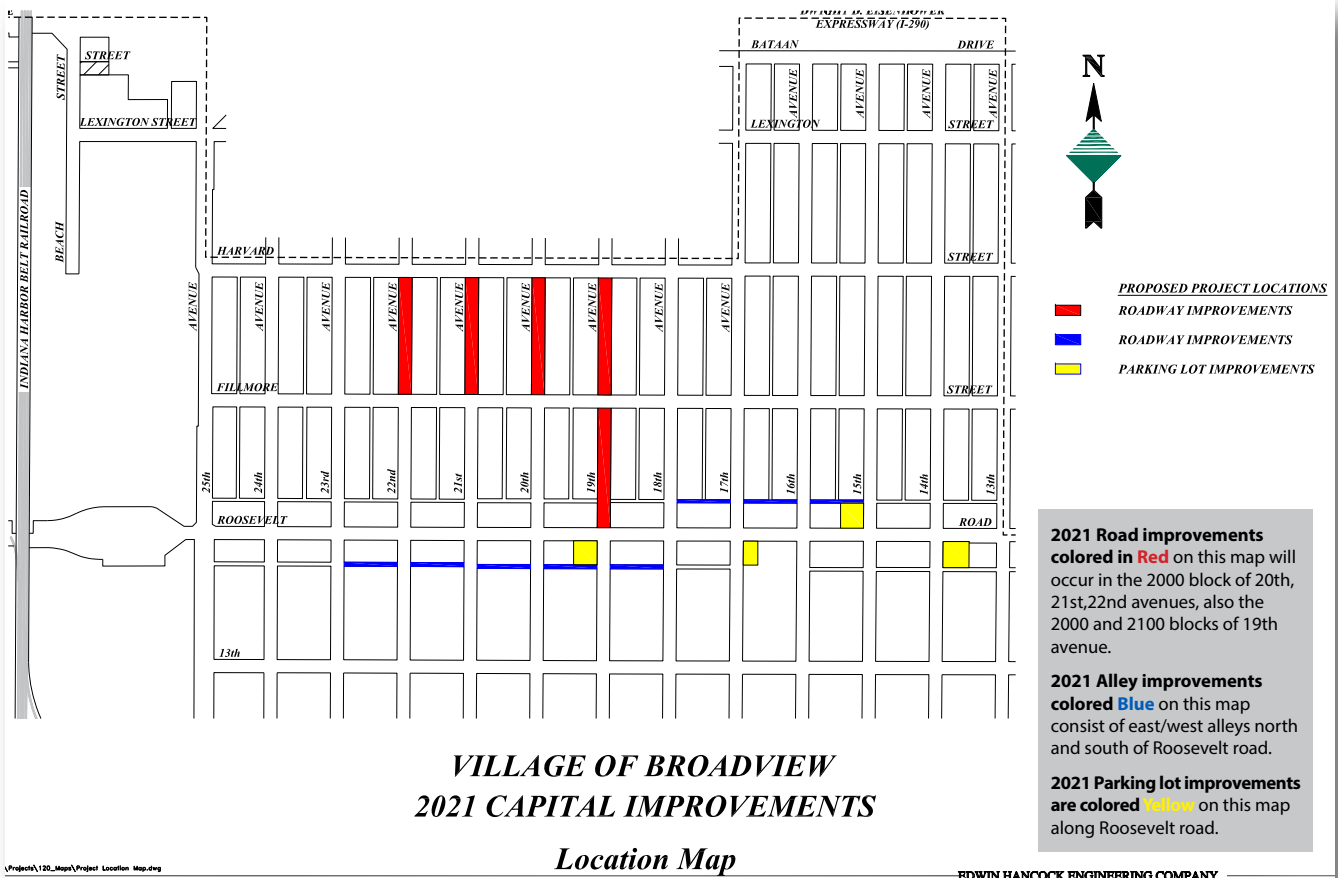 DWIGHT D. EISENHOWER
EXPRESSWAY (I-290)
BATAAN DRIVE
STREET
STREET
LEXINGTON STREET
AVENUE
AVENUE
AVENUE
AVENUE
LEXINGTON STREET
N
INDIANA HARBOR BELT RAILROAD
BEACH
HARVARD STREET
AVENUE
AVENUE
AVENUE
AVENUE
AVENUE
AVENUE
AVENUE
AVENUE
AVENUE
PROPOSED PROJECT LOCATIONS
ROADWAY IMPROVEMENTS
ROADWAY IMPROVEMENTS
PARKING LOT IMPROVEMENTS
FILLMORE STREET
25th
24th
23rd
22nd
21st
20th
19th
18th
17th
16th
15th
14th
13th
ROOSEVELT ROAD
13th
2021 Road improvements
colored in Red on this map will
occur in the 2000 block of 20th,
21st,22nd avenues, also the
2000 and 2100 blocks of 19th
avenue.
2021 Alley improvements
colored Blue on this map
consist of east/west alleys north
and south of Roosevelt road.
2021 Parking lot improvements
are colored Yellow on this map
along Roosevelt road.
VILLAGE OF BROADVIEW
2021 CAPITAL IMPROVEMENTS
Location Map
\Projects\120_Maps\Project Location Map.dwg
EDWIN HANCOCK ENGINEERING COMPANY